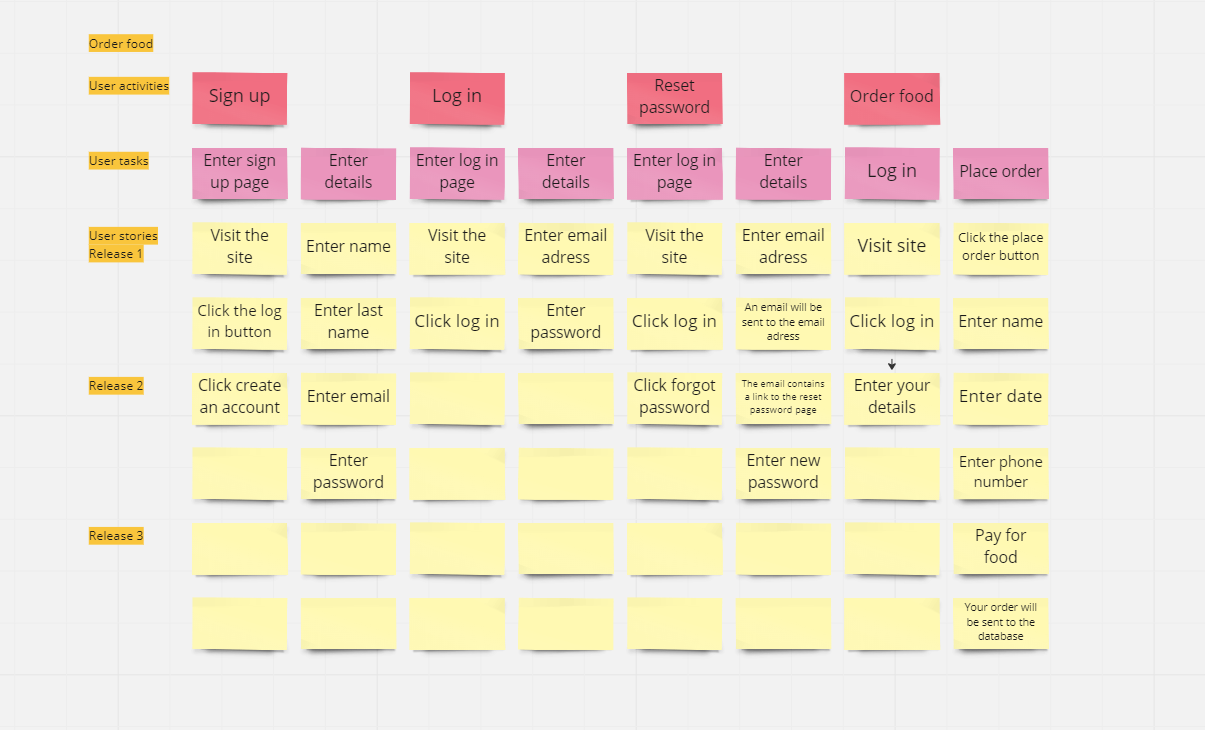 Order food
User activities
Sign up
Log in
Reset
password
Order food
User tasks
Enter sign
up page
Enter
details
Enter log in
page
Enter
details
Enter log in
page
Enter
details
Log in
Place order
User stories
Release 1
Visit the
site
Enter name
Visit the
site
Enter email
adress
Visit the
site
Enter email
adress
Visit site
Click the place
order button
Click the log
in button
Enter last
name
Click log in
Enter
password
Click log in
An email will be
sent to the email
adress
Click log in
Enter name
Release 2
Click create
an account
Enter email
Click forgot
password
The email contains
a link to the reset
password page
Enter your
details
Enter date
Enter
password
Enter new
password
Enter phone
number
Release 3
Pay for
food
Your order will
be sent to the
database